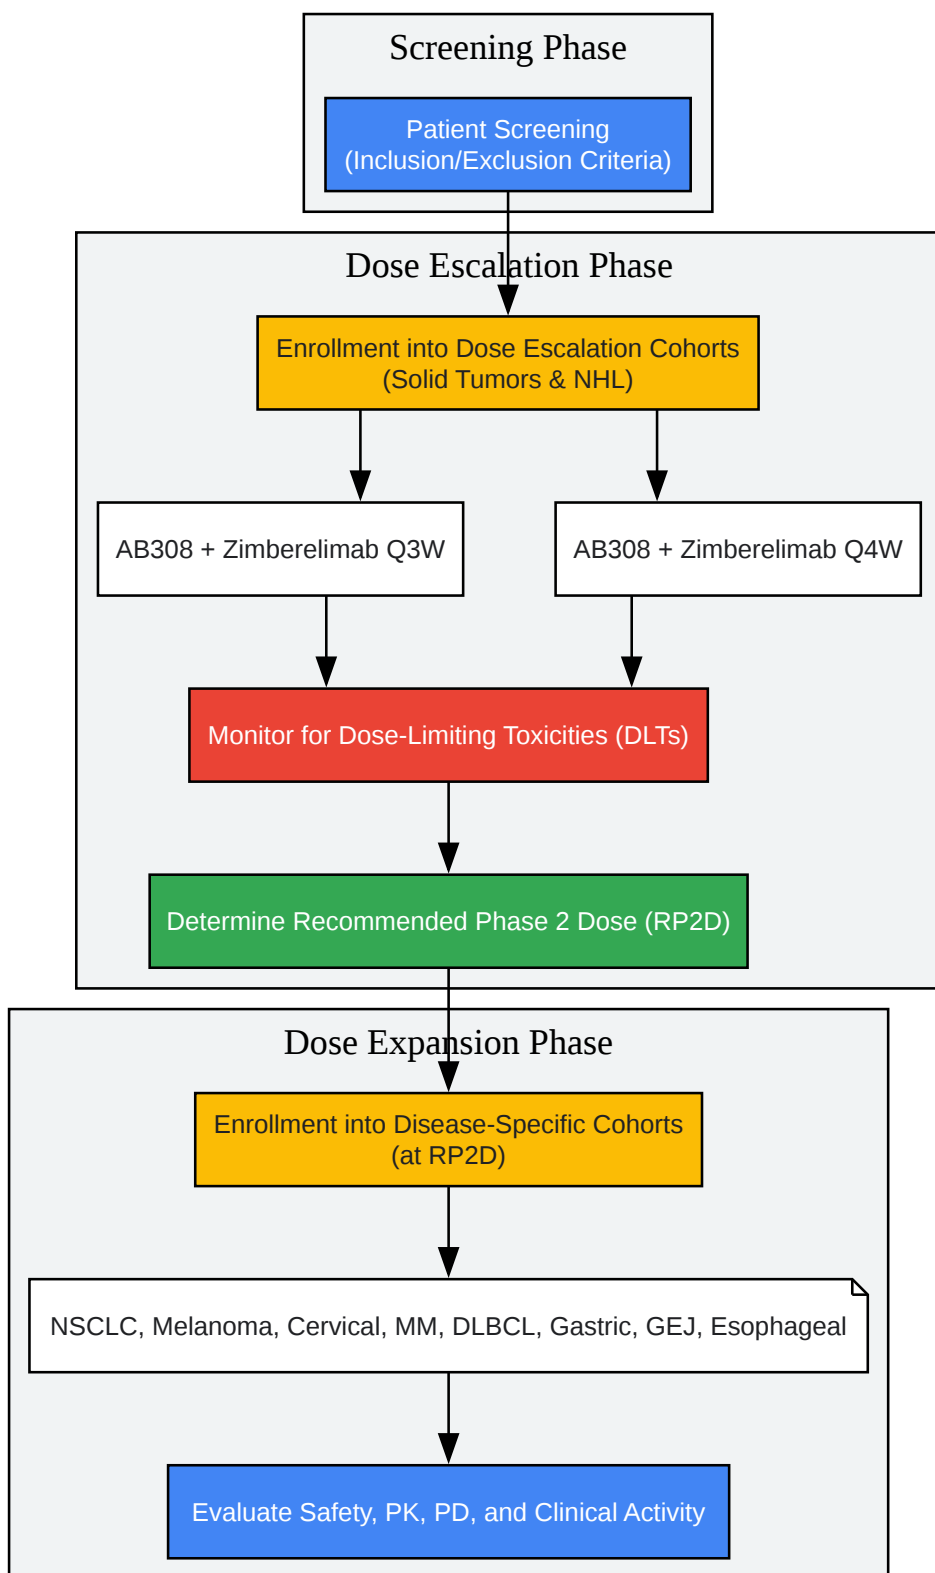 Screening Phase
Patient Screening
(Inclusion/Exclusion Criteria)
Dose Escalation Phase
Enrollment into Dose Escalation Cohorts
(Solid Tumors & NHL)
AB308 + Zimberelimab Q3W
AB308 + Zimberelimab Q4W
Monitor for Dose-Limiting Toxicities (DLTs)
Determine Recommended Phase 2 Dose (RP2D)
Dose Expansion Phase
Enrollment into Disease-Specific Cohorts
(at RP2D)
NSCLC, Melanoma, Cervical, MM, DLBCL, Gastric, GEJ, Esophageal
Evaluate Safety, PK, PD, and Clinical Activity